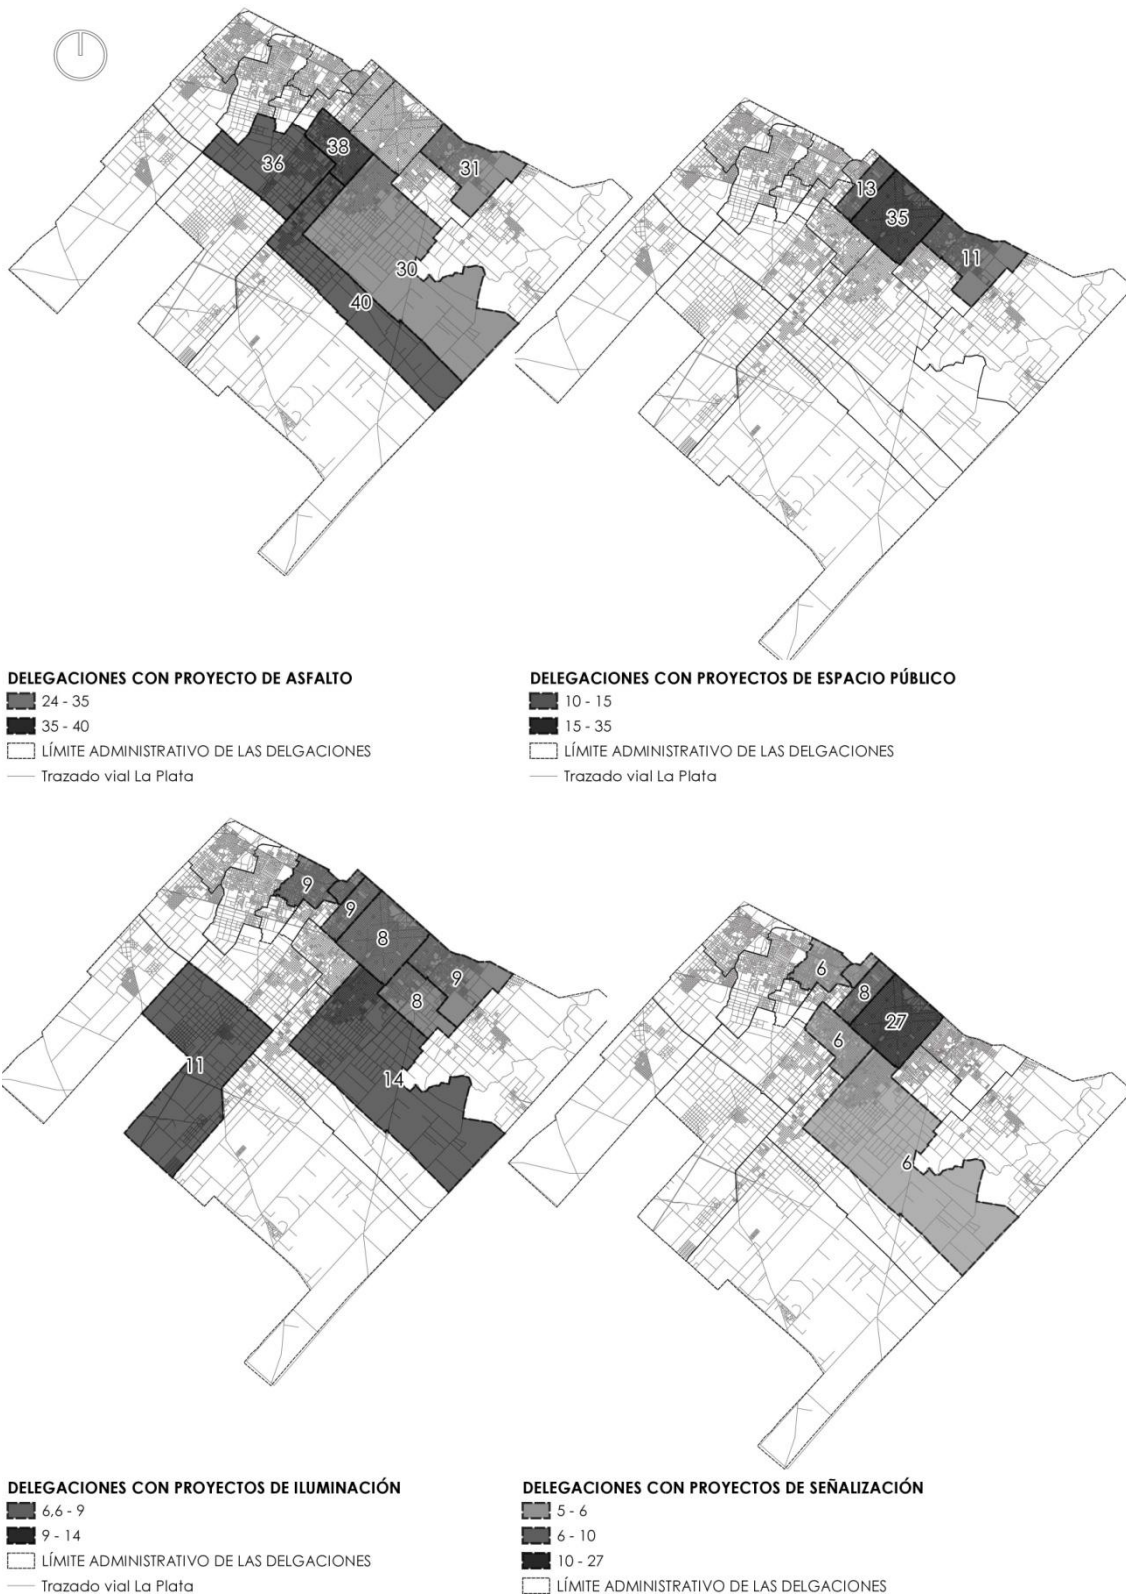 36
38
31
30
40
13
35
11
DELEGACIONES CON PROYECTO DE ASFALTO
24 - 35
35 - 40
LÍMITE ADMINISTRATIVO DE LAS DELGACIONES
Trazado vial La Plata
DELEGACIONES CON PROYECTOS DE ESPACIO PÚBLICO
10 - 15
15 - 35
LÍMITE ADMINISTRATIVO DE LAS DELGACIONES
Trazado vial La Plata
9
9
8
9
8
11
14
6
8
27
6
6
DELEGACIONES CON PROYECTOS DE ILUMINACIÓN
6,6 - 9
9 - 14
LÍMITE ADMINISTRATIVO DE LAS DELGACIONES
Trazado vial La Plata
DELEGACIONES CON PROYECTOS DE SEÑALIZACIÓN
5 - 6
6 - 10
10 - 27
LÍMITE ADMINISTRATIVO DE LAS DELGACIONES